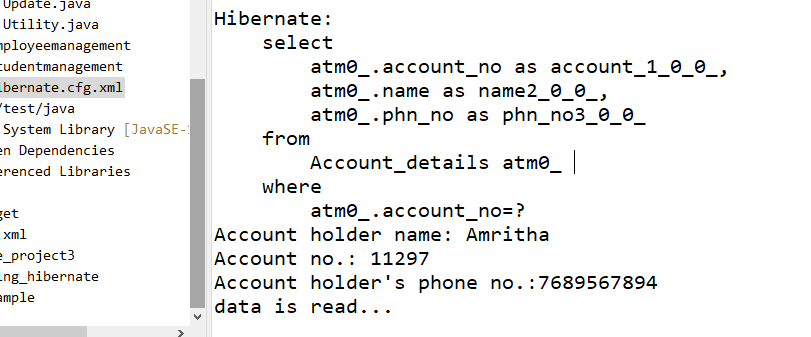 Update.java
Utility.java
mployeemanagement
tudentmanagement
ibernate.cfg.xml
/test/java
System Library [JavaSE-1
en Dependencies
erenced Libraries
get
.xml
e_project3
ing_hibernate
ample
Hibernate:
select
atm0_.account_no as account_1_0_0_,
atm0_.name as name2_0_0_,
atm0_.phn_no as phn_no3_0_0_
from
Account_details atm0_
where
atm0_.account_no=?
Account holder name: Amritha
Account no.: 11297
Account holder's phone no.:7689567894
data is read...